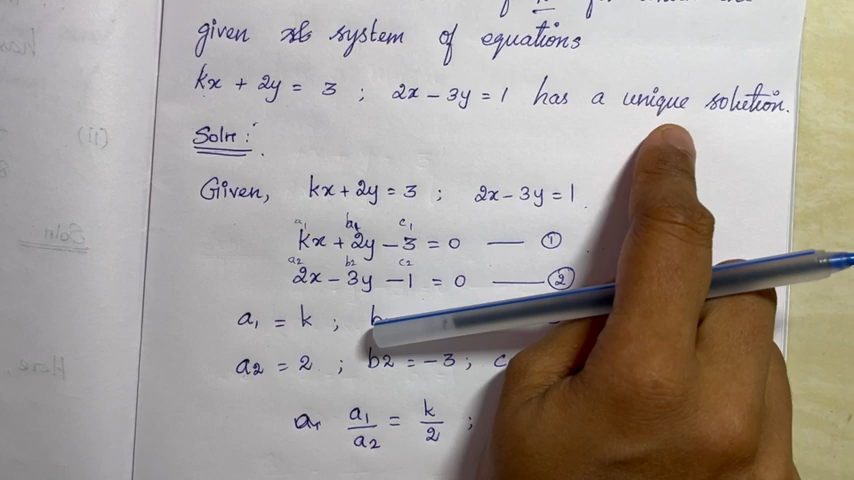 given system of equations
kx + 2y = 3 ; 2x - 3y = 1 has a unique solution.
Soln :
Given, kx + 2y = 3 ; 2x - 3y = 1.
a1 b1 c1
kx + 2y - 3 = 0 — ①
a2 b2 c2
2x - 3y - 1 = 0 — ②
a1 = k ; b
a2 = 2 ; b2 = -3 ; c
a1/a2 = k/2 ;